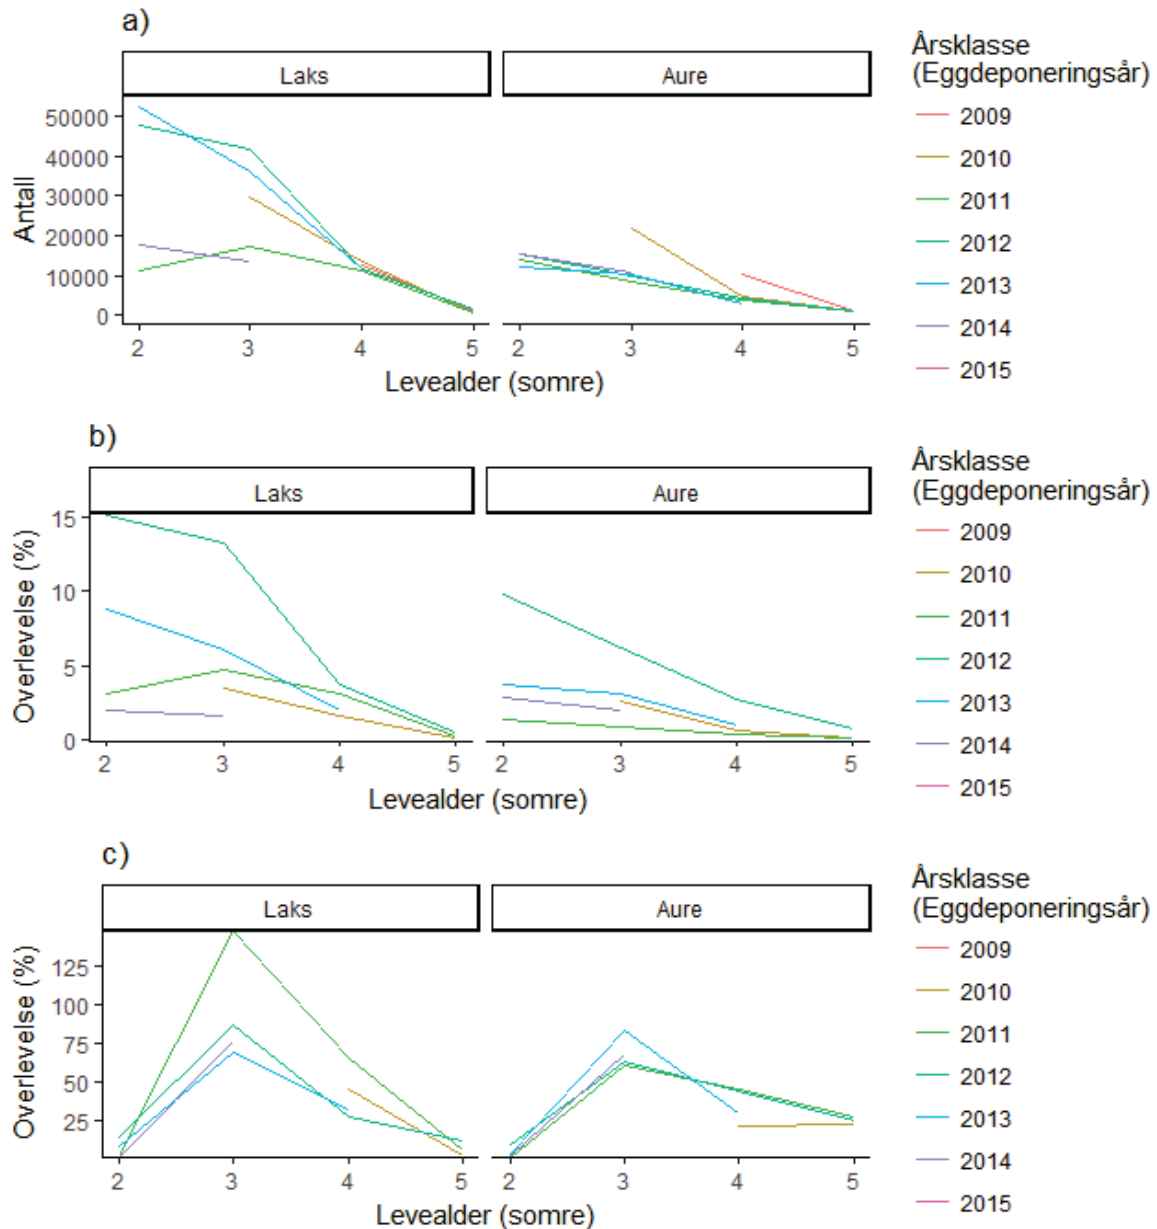 a)
Laks
Aure
Antall
50000
40000
30000
20000
10000
0
2 3 4 5
2 3 4 5
Levealder (somre)
Årsklasse
(Eggdeponeringsår)
2009
2010
2011
2012
2013
2014
2015
b)
Laks
Aure
Overlevelse (%)
15
10
5
0
2 3 4 5
2 3 4 5
Levealder (somre)
Årsklasse
(Eggdeponeringsår)
2009
2010
2011
2012
2013
2014
2015
c)
Laks
Aure
Overlevelse (%)
125
100
75
50
25
2 3 4 5
2 3 4 5
Levealder (somre)
Årsklasse
(Eggdeponeringsår)
2009
2010
2011
2012
2013
2014
2015